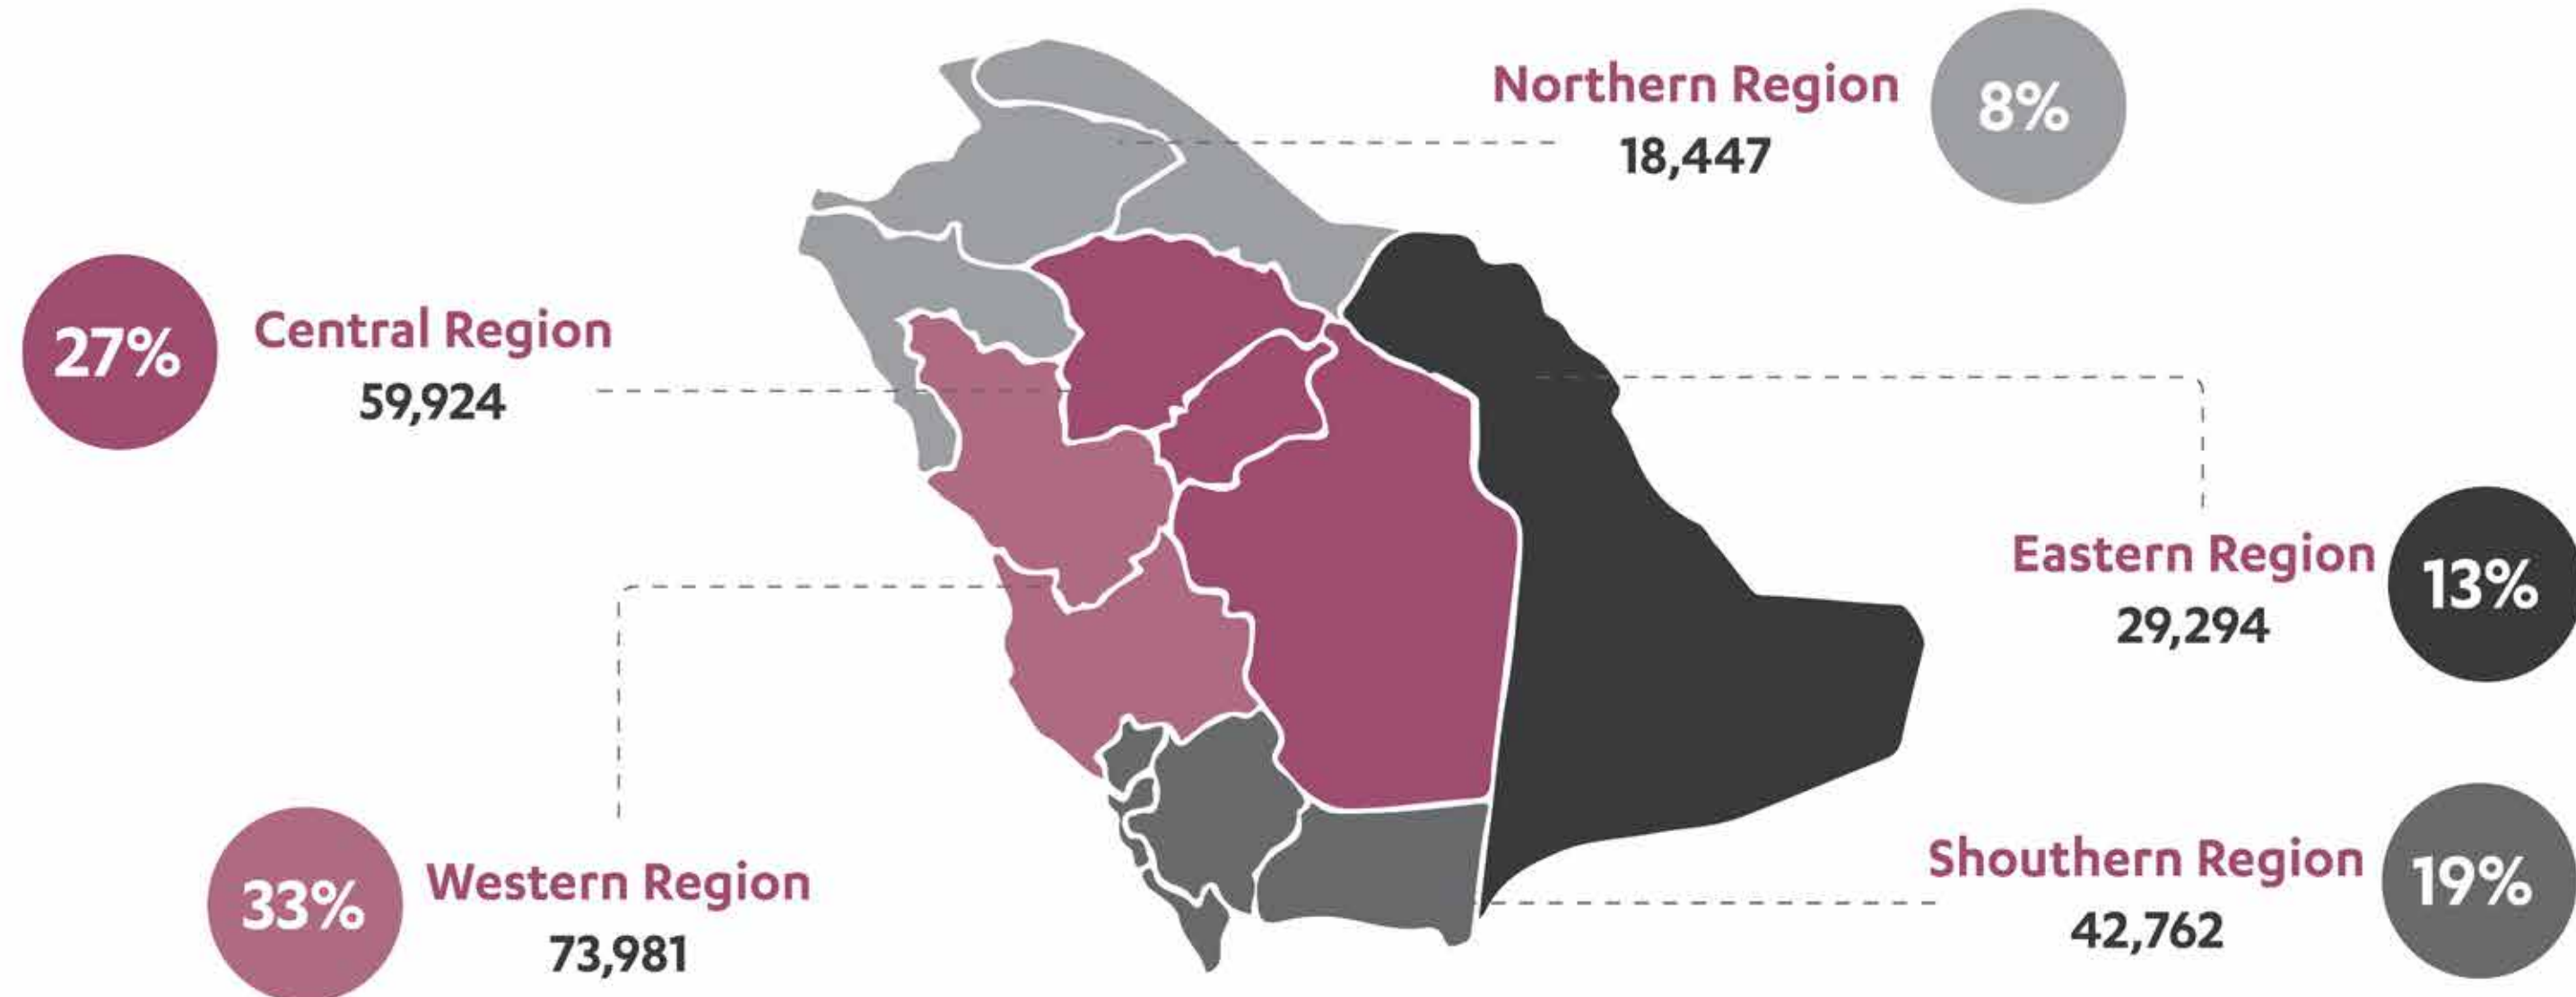 Northern Region
18,447
8%
27%
Central Region
59,924
Eastern Region
29,294
13%
33%
Western Region
73,981
Shouthern Region
42,762
19%